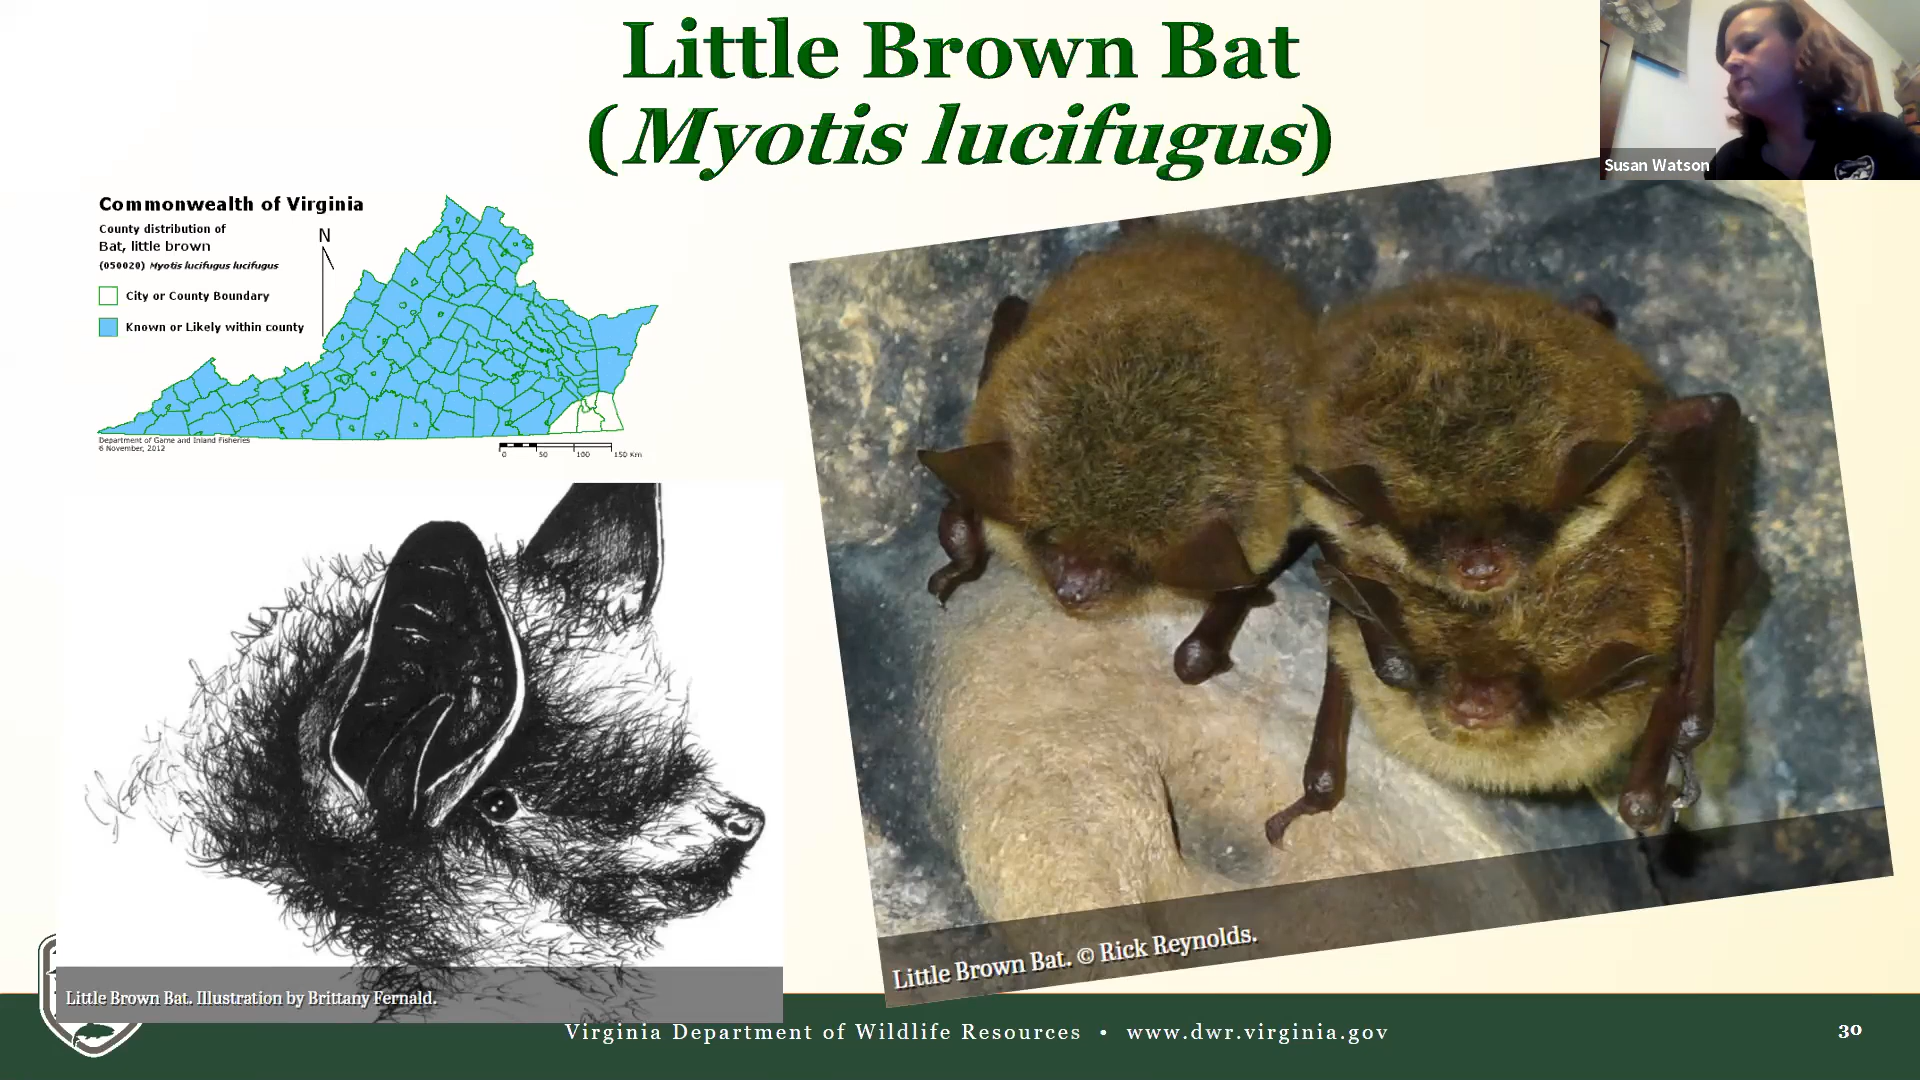 Little Brown Bat
(Myotis lucifugus)
Susan Watson
Commonwealth of Virginia
County distribution of
Bat, little brown
(050020) Myotis lucifugus lucifugus
N
City or County Boundary
Known or Likely within county
Department of Game and Inland Fisheries
6 November, 2012
0 50 100 150 Km
Little Brown Bat. © Rick Reynolds.
Little Brown Bat. Illustration by Brittany Fernald.
Virginia Department of Wildlife Resources • www.dwr.virginia.gov
30